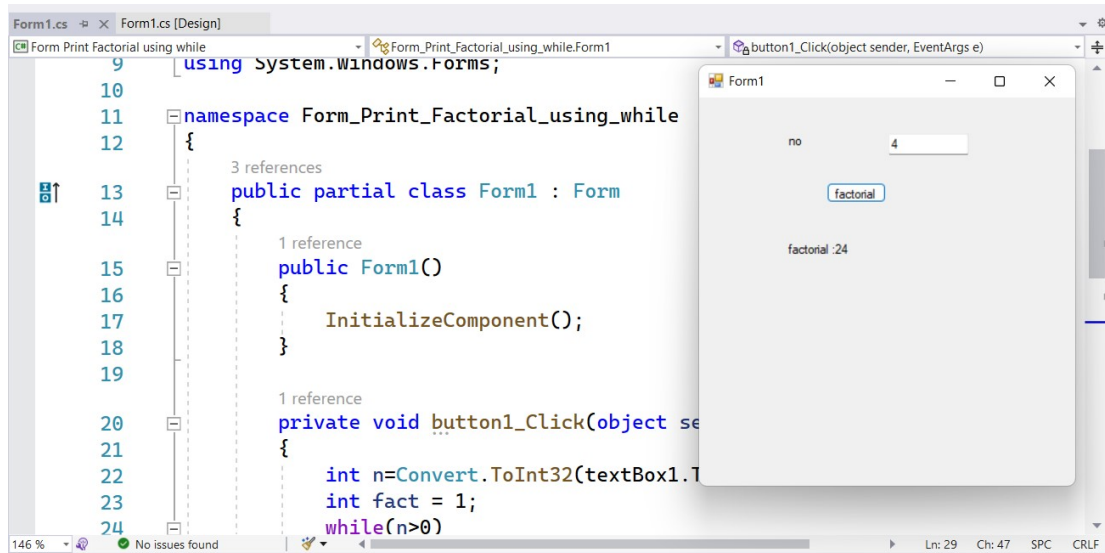 Form1.cs Form1.cs [Design]
Form Print Factorial using while Form_Print_Factorial_using_while.Form1 button1_Click(object sender, EventArgs e)
9 using System.Windows.Forms;
10
11 namespace Form_Print_Factorial_using_while
12 {
3 references
13 public partial class Form1 : Form
14 {
1 reference
15 public Form1()
16 {
17 InitializeComponent();
18 }
19
1 reference
20 private void button1_Click(object se
21 {
22 int n=Convert.ToInt32(textBox1.T
23 int fact = 1;
24 while(n>0)
146 % No issues found Ln: 29 Ch: 47 SPC CRLF
Form1
no 4
factorial
factorial :24